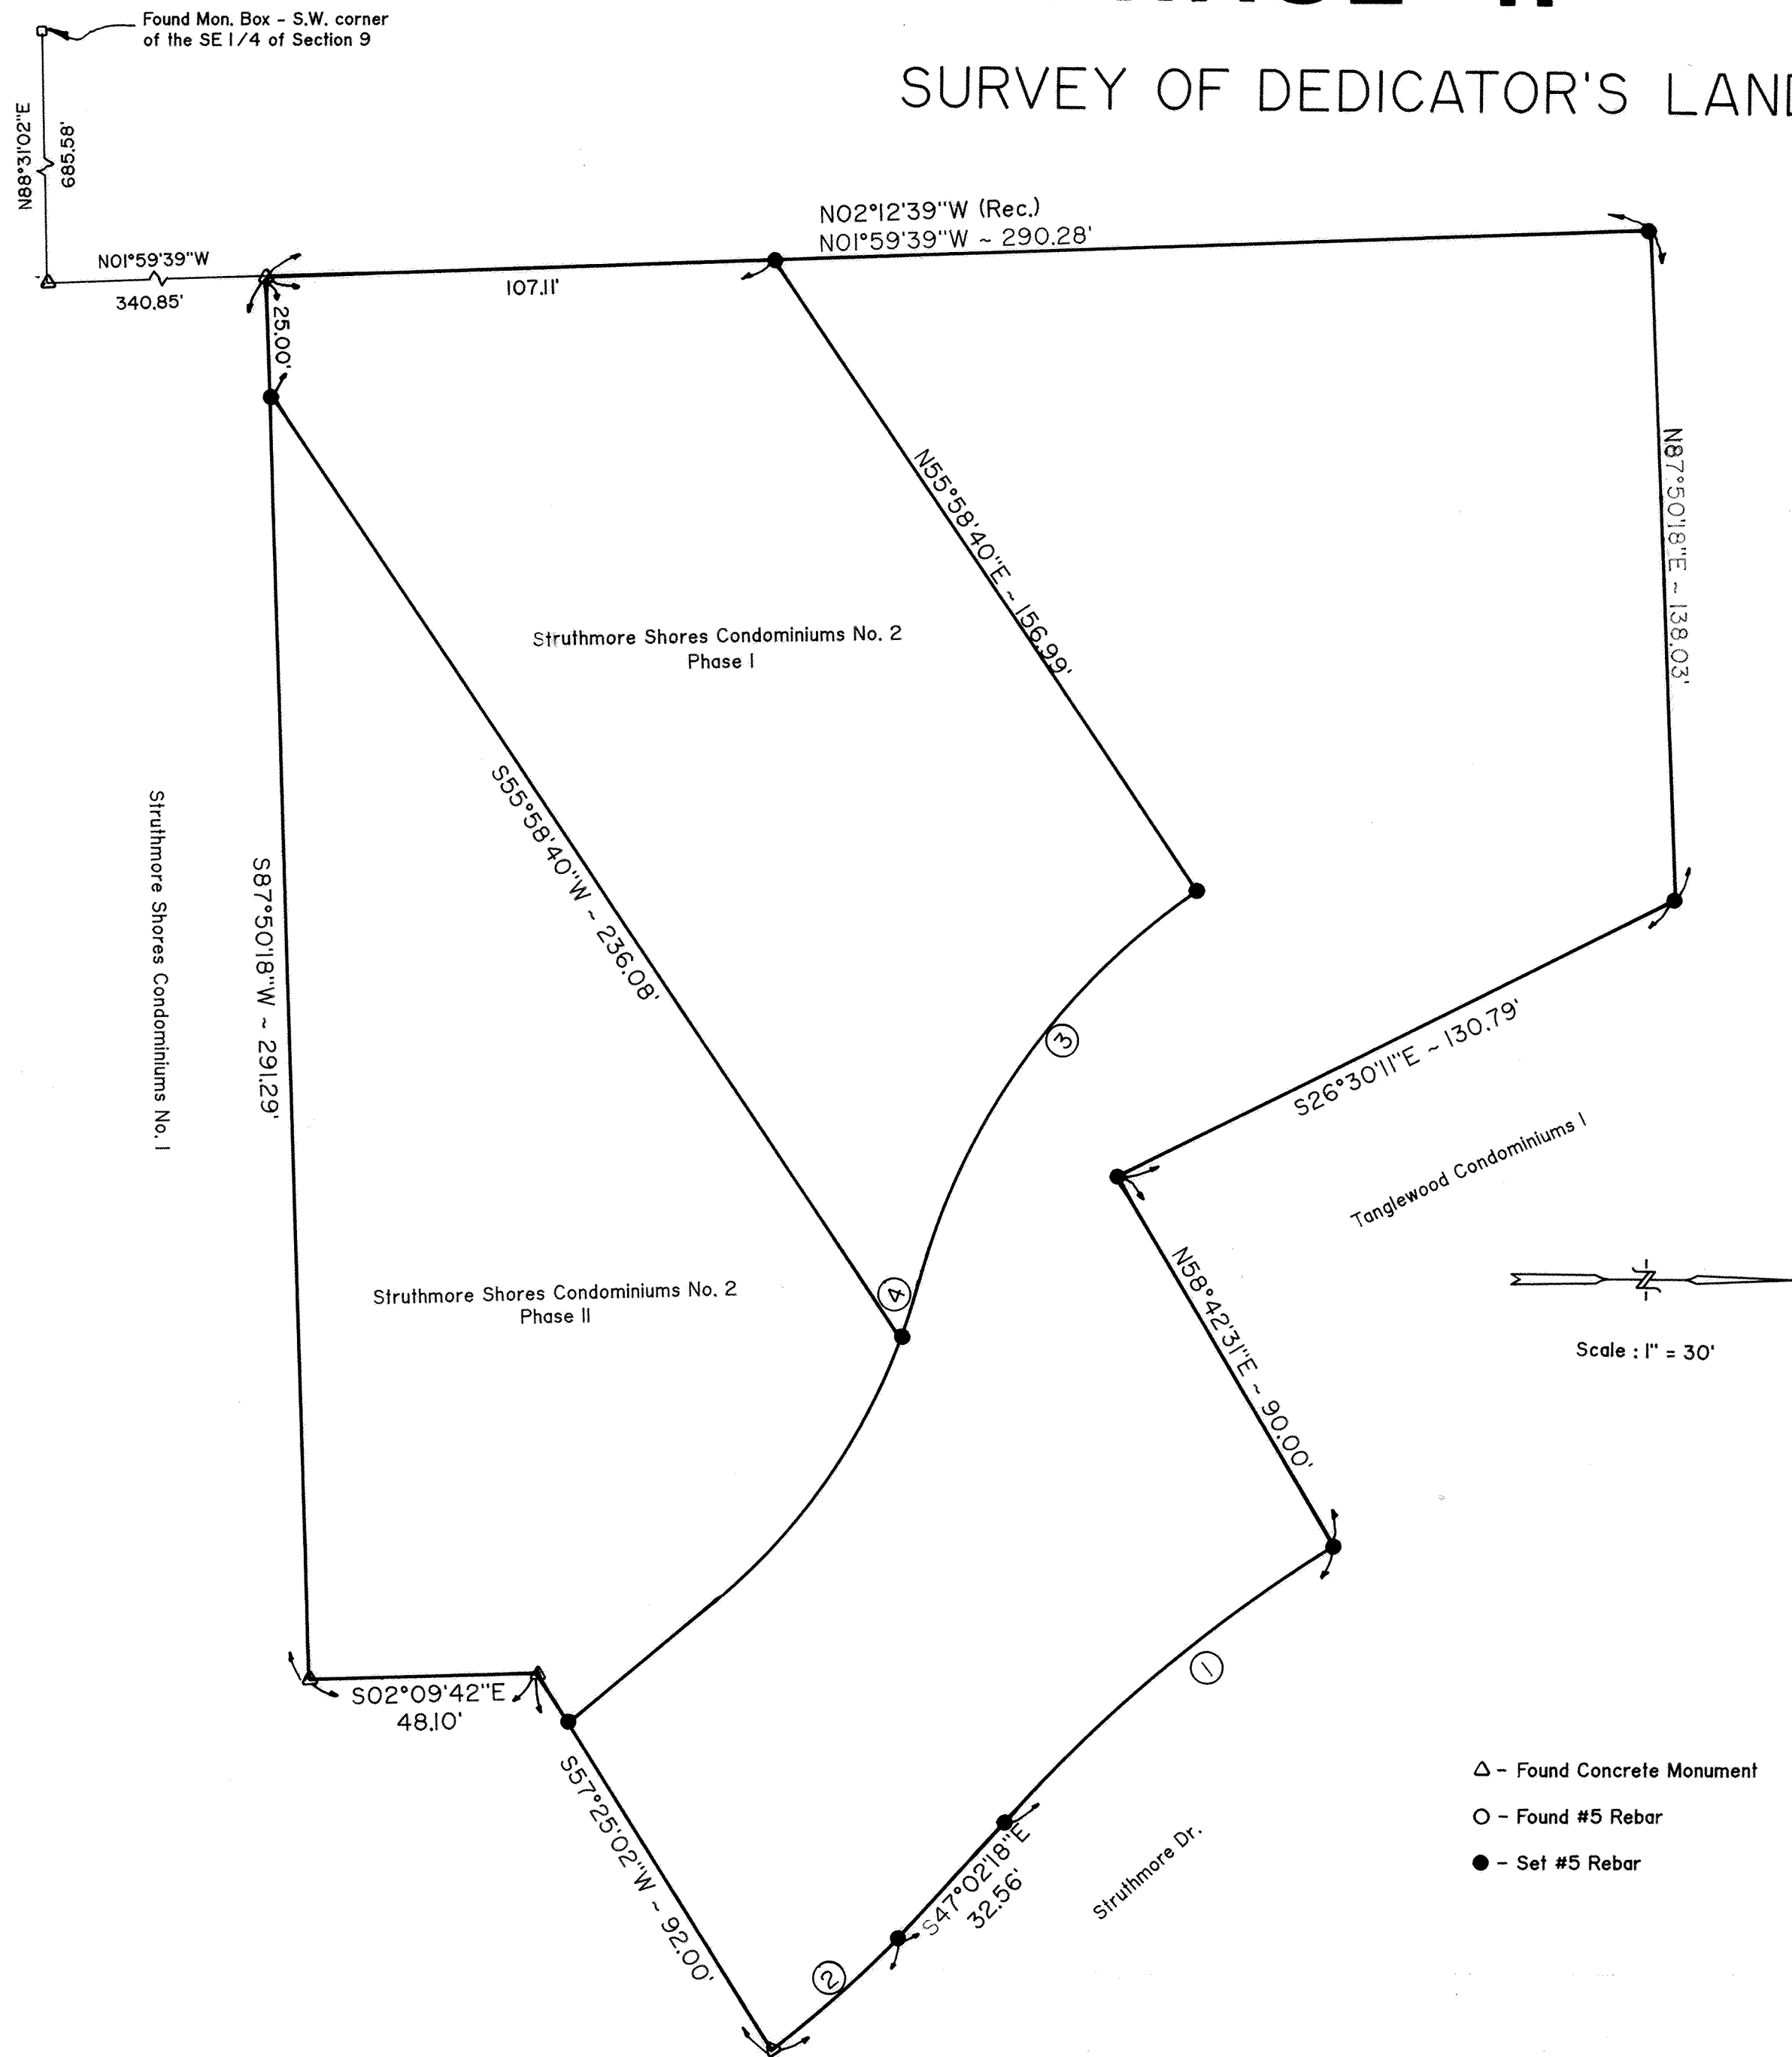 Found Mon. Box - S.W. corner
of the SE 1/4 of Section 9
SURVEY OF DEDICATOR'S
N88°31'02"E
685.58'
N01°59'39"W
340.85'
N02°12'39"W (Rec.)
N01°59'39"W ~ 290.28'
107.11'
25.00'
N55°58'40"E ~ 156.99'
N87°50'18"E ~ 138.03'
Struthmore Shores Condominiums No. 2
Phase I
S55°58'40"W ~ 236.08'
Struthmore Shores Condominiums No. 1
S87°50'18"W ~ 291.29'
3
S26°30'11"E ~ 130.79'
Tanglewood Condominiums 1
4
N58°42'31"E ~ 90.00'
Struthmore Shores Condominiums No. 2
Phase II
Scale : 1" = 30'
1
S02°09'42"E
48.10'
S57°25'02"W ~ 92.00'
S47°02'18"E
32.56'
Struthmore Dr.
2
△ - Found Concrete Monument
○ - Found #5 Rebar
● - Set #5 Rebar